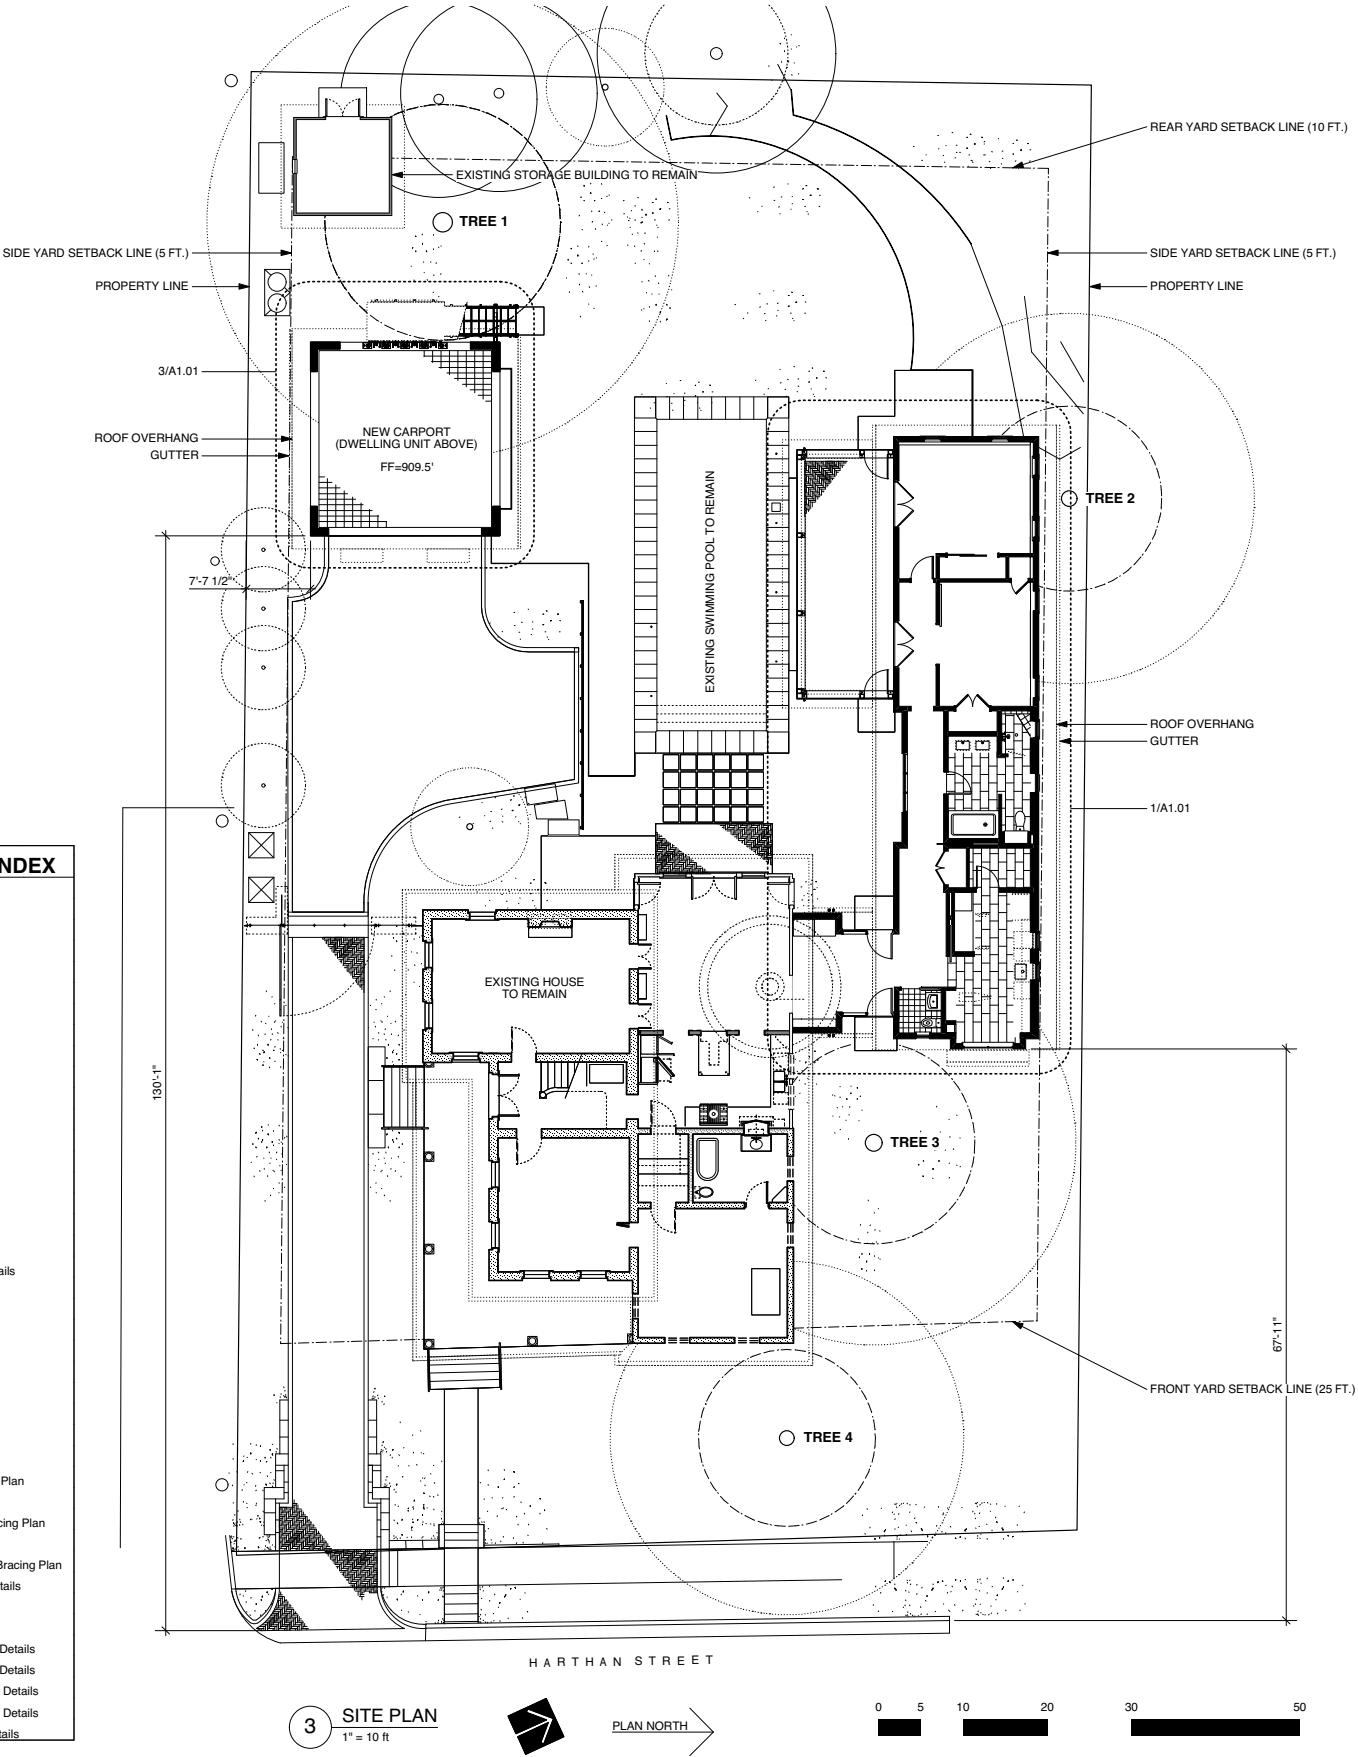 REAR YARD SETBACK LINE (10 FT.)
EXISTING STORAGE BUILDING TO REMAIN
TREE 1
SIDE YARD SETBACK LINE (5 FT.)
SIDE YARD SETBACK LINE (5 FT.)
PROPERTY LINE
PROPERTY LINE
3/A1.01
NEW CARPORT
(DWELLING UNIT ABOVE)
FF=909.5'
ROOF OVERHANG
GUTTER
EXISTING SWIMMING POOL TO REMAIN
TREE 2
7'-7 1/2"
ROOF OVERHANG
GUTTER
1/A1.01
NDEX
EXISTING HOUSE
TO REMAIN
130'-1"
TREE 3
ails
67'-11"
FRONT YARD SETBACK LINE (25 FT.)
TREE 4
Plan
cing Plan
Bracing Plan
tails
Details
Details
Details
Details
tails
HARTHAN STREET
3
SITE PLAN
1" = 10 ft
PLAN NORTH
0 5 10 20 30 50